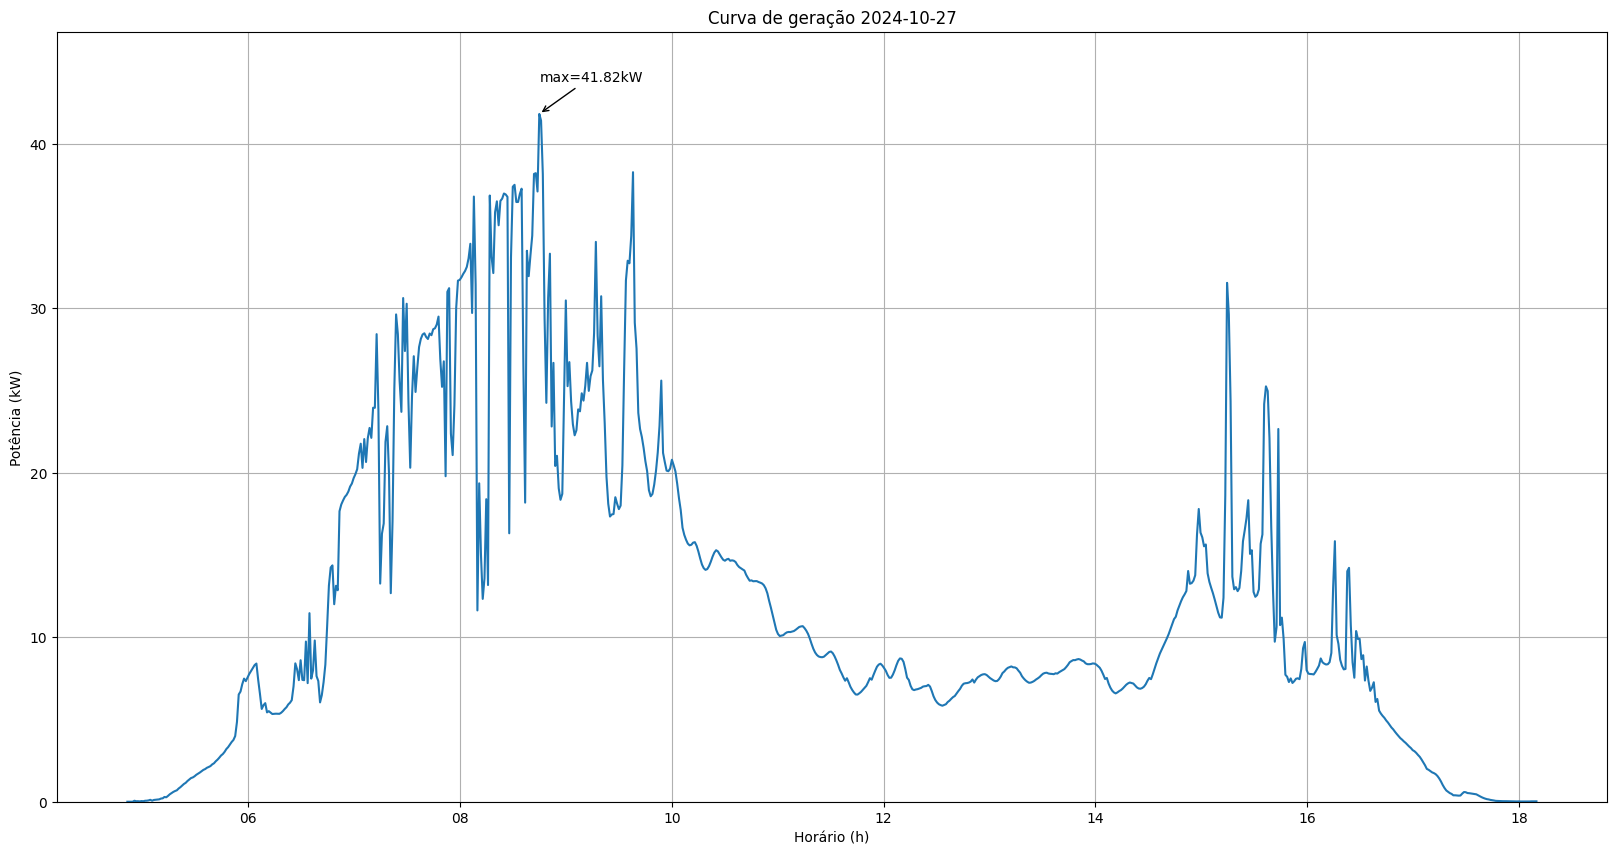 Curva de geração 2024-10-27
max=41.82kW
Potência (kW)
40
30
20
10
0
06 08 10 12 14 16 18
Horário (h)